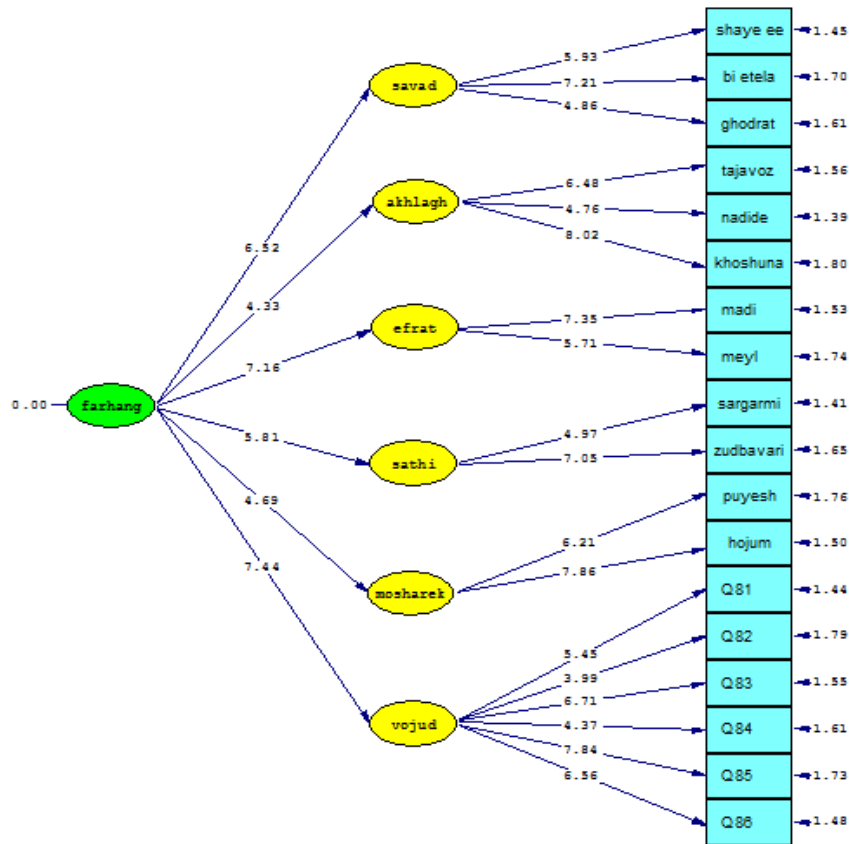 shaye ee
1.45
5.93
savad
7.21
bi etela
1.70
4.86
ghodrat
1.61
tajavoz
1.56
6.48
akhlagh
4.76
nadide
1.39
8.02
khoshuna
1.80
6.52
4.33
madi
1.53
7.35
efrat
5.71
meyl
1.74
7.16
0.00
farhang
sargarmi
1.41
4.97
5.81
sathi
7.05
zudbavari
1.65
4.69
puyesh
1.76
6.21
7.44
hojum
1.50
7.86
mosharek
Q81
1.44
5.45
Q82
1.79
3.99
Q83
1.55
6.71
vojud
4.37
Q84
1.61
7.84
Q85
1.73
6.56
Q86
1.48